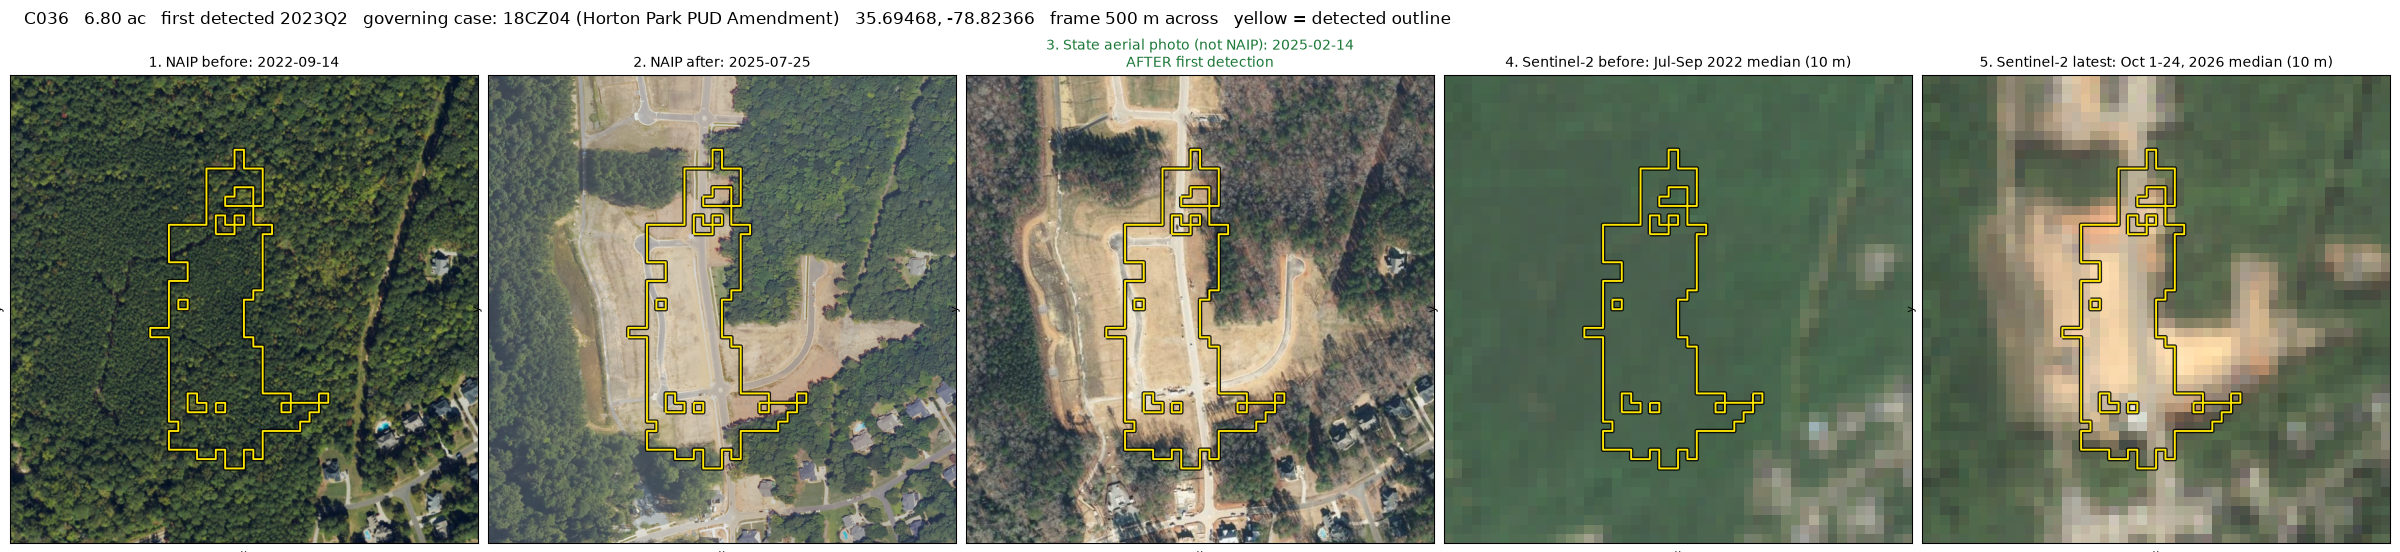 C036   6.80 ac   first detected 2023Q2   governing case: 18CZ04 (Horton Park PUD Amendment)   35.69468, -78.82366   frame 500 m across   yellow = detected outline
1. NAIP before: 2022-09-14
2. NAIP after: 2025-07-25
3. State aerial photo (not NAIP): 2025-02-14
AFTER first detection
4. Sentinel-2 before: Jul-Sep 2022 median (10 m)
5. Sentinel-2 latest: Oct 1-24, 2026 median (10 m)